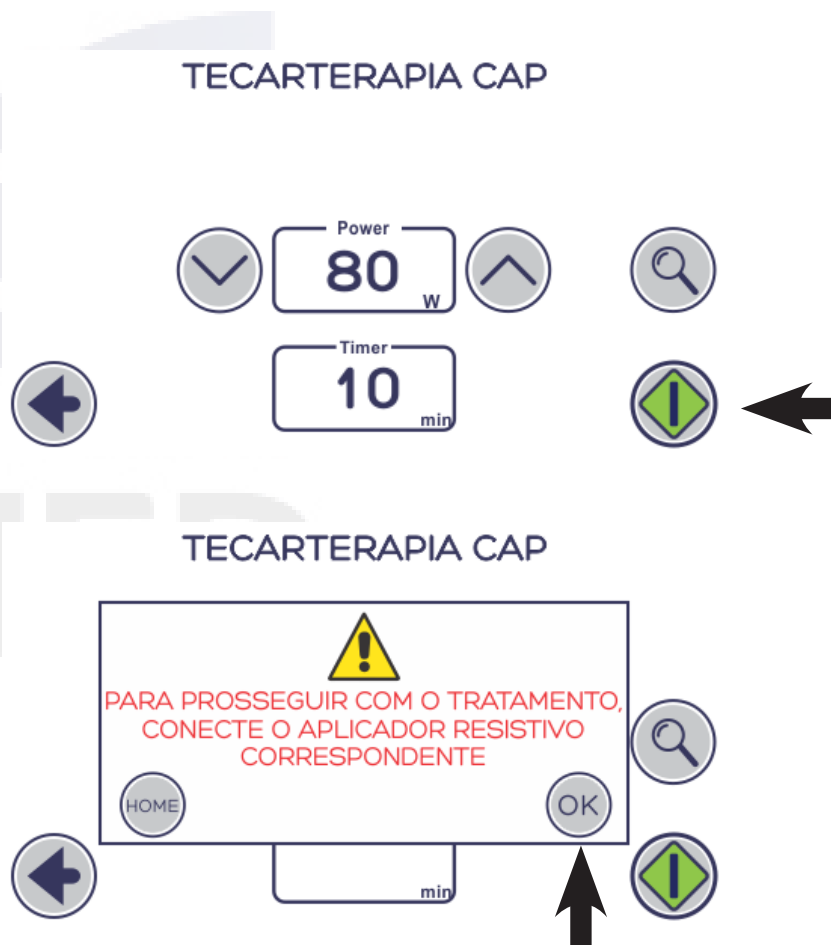 TECARTERAPIA CAP
Power
80
W
Timer
10
min
TECARTERAPIA CAP
PARA PROSSEGUIR COM O TRATAMENTO,
CONECTE O APLICADOR RESISTIVO
CORRESPONDENTE
HOME
OK
min